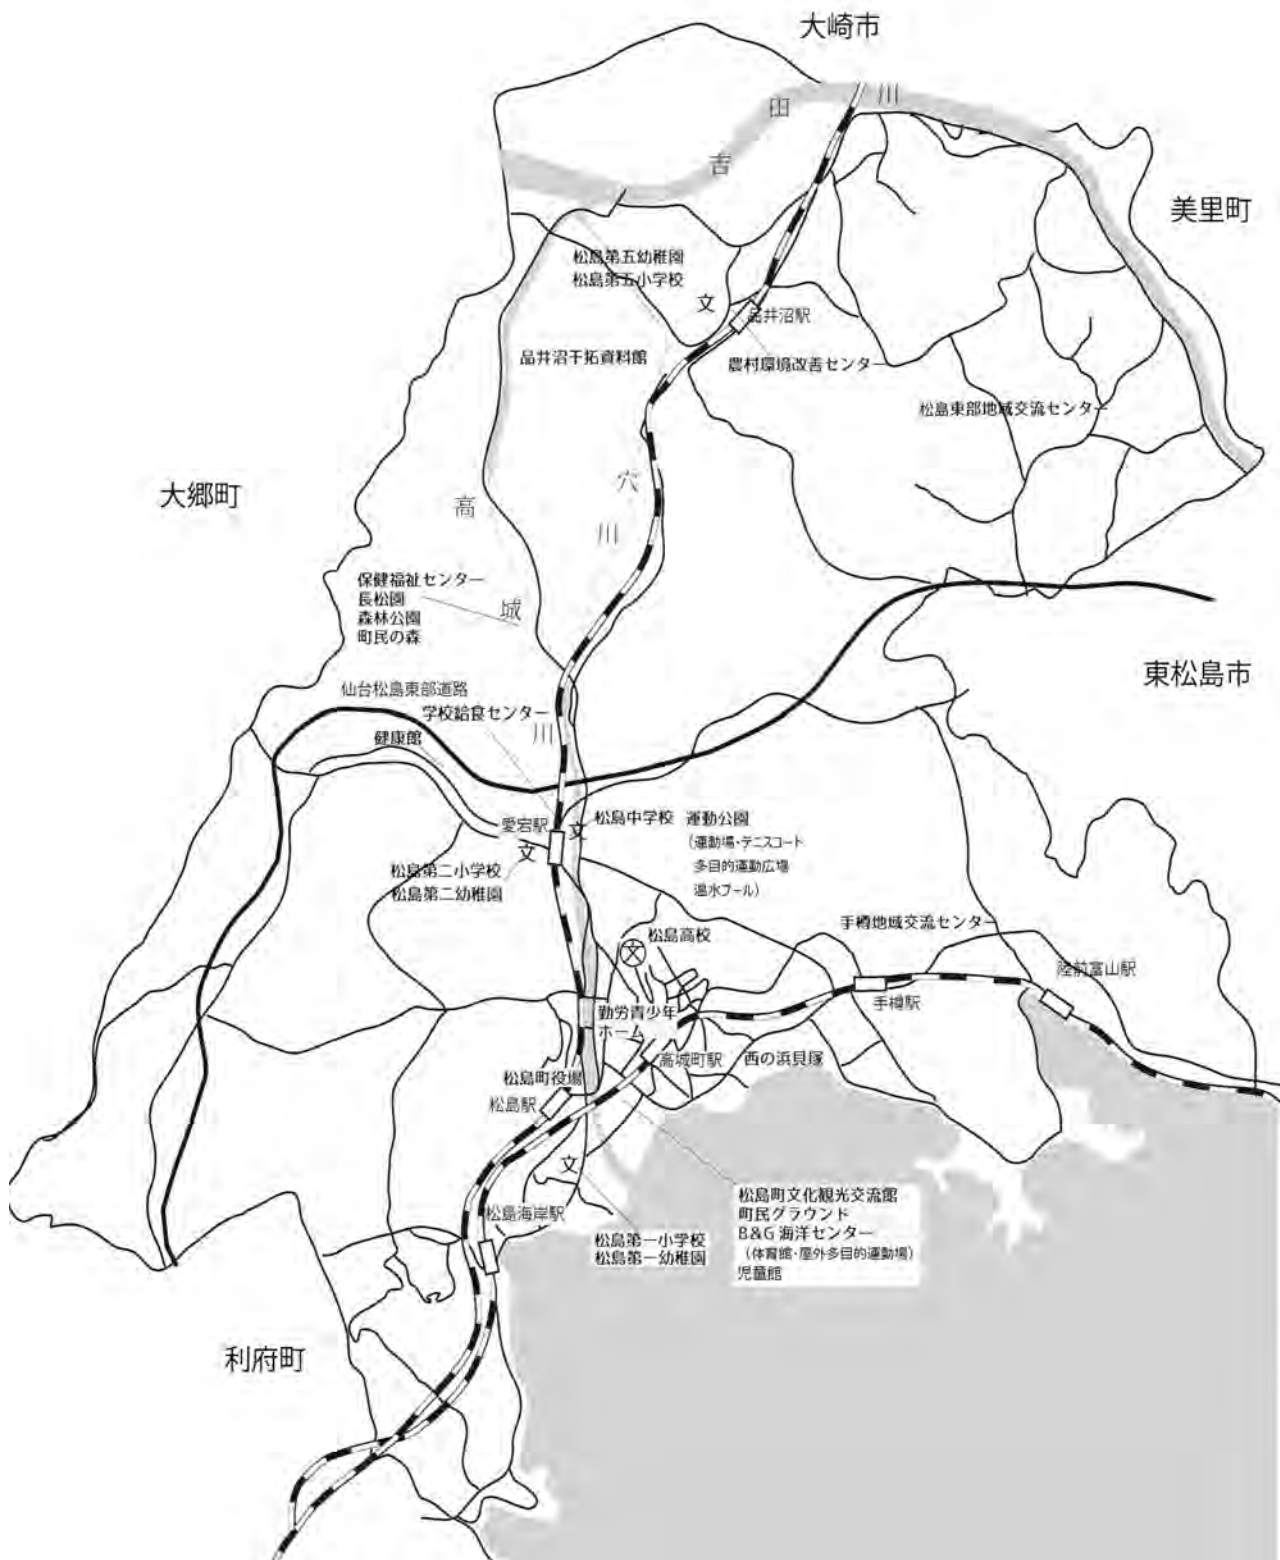 大崎市
田
川
吉
美里町
松島第五幼稚園
松島第五小学校
文
品井沼駅
品井沼干拓資料館
農村環境改善センター
松島東部地域交流センター
大郷町
高
穴
川
保健福祉センター
長松園
森林公園
町民の森
城
東松島市
仙台松島東部道路
学校給食センター
川
健康館
愛宕駅
文
松島中学校
運動公園
（運動場・テニスコート
多目的運動広場
温水プール）
文
松島第二小学校
松島第二幼稚園
手樽地域交流センター
松島高校
文
陸前富山駅
手樽駅
勤労青少年
ホーム
高城町駅
西の浜貝塚
松島町役場
松島駅
文
松島町文化観光交流館
町民グラウンド
B&G 海洋センター
（体育館・屋外多目的運動場）
児童館
松島海岸駅
松島第一小学校
松島第一幼稚園
利府町